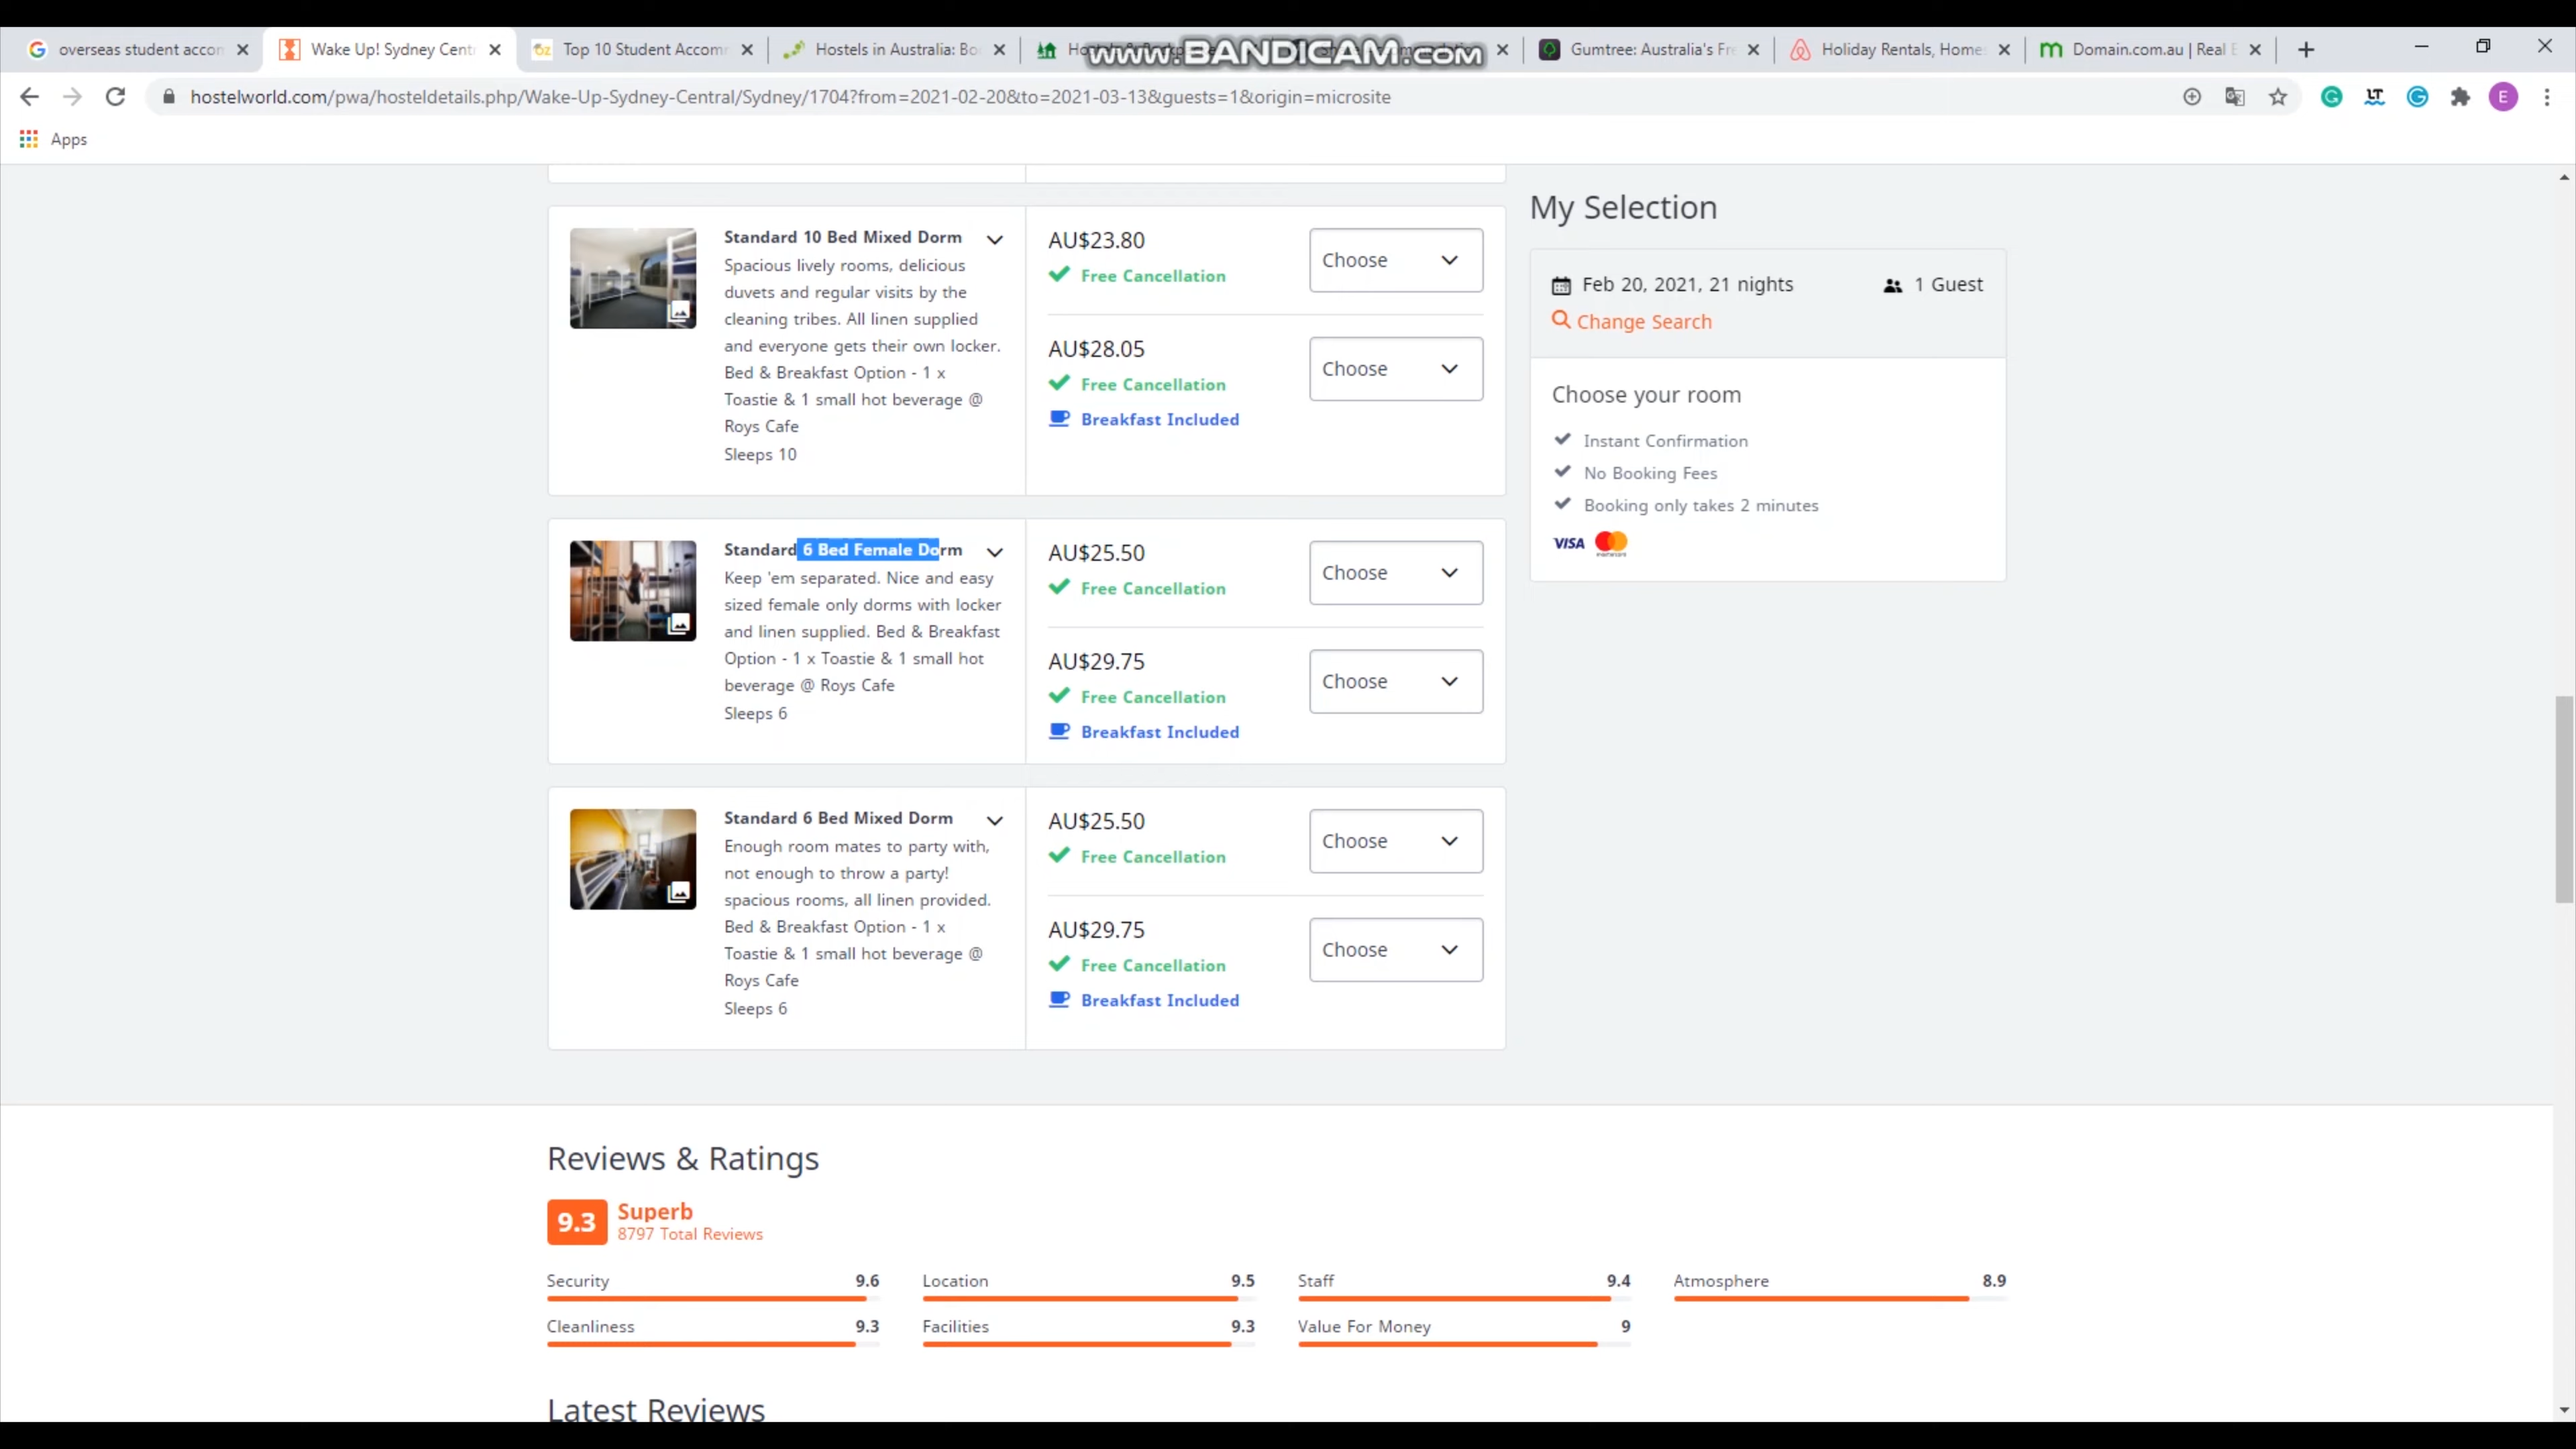 overseas student accon
Wake Up! Sydney Centr
Top 10 Student Accomm
Hostels in Australia: Boo
www.BANDICAM.com
Gumtree: Australia's Fre
Holiday Rentals, Homes
Domain.com.au | Real E
hostelworld.com/pwa/hosteldetails.php/Wake-Up-Sydney-Central/Sydney/1704?from=2021-02-20&to=2021-03-13&guests=1&origin=microsite
E
Apps
My Selection
Feb 20, 2021, 21 nights
1 Guest
Change Search
Choose your room
Instant Confirmation
No Booking Fees
Booking only takes 2 minutes
VISA
Standard 10 Bed Mixed Dorm
Spacious lively rooms, delicious
duvets and regular visits by the
cleaning tribes. All linen supplied
and everyone gets their own locker.
Bed & Breakfast Option - 1 x
Toastie & 1 small hot beverage @
Roys Cafe
Sleeps 10
AU$23.80
Free Cancellation
Choose
AU$28.05
Free Cancellation
Breakfast Included
Choose
Standard 6 Bed Female Dorm
Keep 'em separated. Nice and easy
sized female only dorms with locker
and linen supplied. Bed & Breakfast
Option - 1 x Toastie & 1 small hot
beverage @ Roys Cafe
Sleeps 6
AU$25.50
Free Cancellation
Choose
AU$29.75
Free Cancellation
Breakfast Included
Choose
Standard 6 Bed Mixed Dorm
Enough room mates to party with,
not enough to throw a party!
spacious rooms, all linen provided.
Bed & Breakfast Option - 1 x
Toastie & 1 small hot beverage @
Roys Cafe
Sleeps 6
AU$25.50
Free Cancellation
Choose
AU$29.75
Free Cancellation
Breakfast Included
Choose
Reviews & Ratings
9.3
Superb
8797 Total Reviews
Security 9.6
Location 9.5
Staff 9.4
Atmosphere 8.9
Cleanliness 9.3
Facilities 9.3
Value For Money 9
Latest Reviews